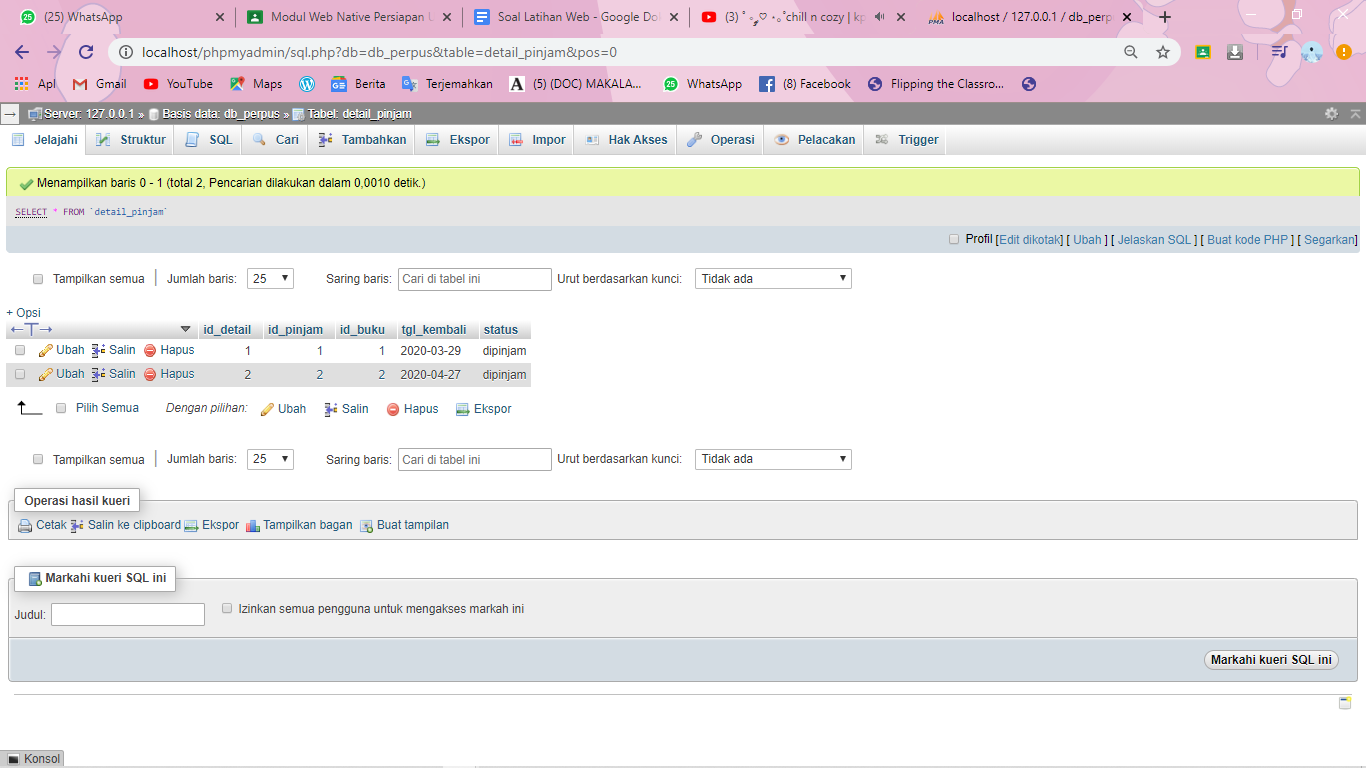 (25) WhatsApp
Modul Web Native Persiapan U
Soal Latihan Web - Google Do
chill n cozy | kp
localhost / 127.0.0.1 / db_perp
localhost/phpmyadmin/sql.php?db=db_perpus&table=detail_pinjam&pos=0
Apl Gmail YouTube Maps Berita Terjemahkan (5) (DOC) MAKALA... WhatsApp (8) Facebook Flipping the Classro...
Server: 127.0.0.1 » Basis data: db_perpus » Tabel: detail_pinjam
Jelajahi Struktur SQL Cari Tambahkan Ekspor Impor Hak Akses Operasi Pelacakan Trigger
Menampilkan baris 0 - 1 (total 2, Pencarian dilakukan dalam 0,0010 detik.)
SELECT * FROM `detail_pinjam`
Profil [Edit dikotak] [ Ubah ] [ Jelaskan SQL ] [ Buat kode PHP ] [ Segarkan]
Tampilkan semua | Jumlah baris: 25 Saring baris: Cari di tabel ini Urut berdasarkan kunci: Tidak ada
+ Opsi
←T→ id_detail id_pinjam id_buku tgl_kembali status
Ubah Salin Hapus 1 1 1 2020-03-29 dipinjam
Ubah Salin Hapus 2 2 2 2020-04-27 dipinjam
Pilih Semua Dengan pilihan: Ubah Salin Hapus Ekspor
Tampilkan semua | Jumlah baris: 25 Saring baris: Cari di tabel ini Urut berdasarkan kunci: Tidak ada
Operasi hasil kueri
Cetak Salin ke clipboard Ekspor Tampilkan bagan Buat tampilan
Markahi kueri SQL ini
Judul: Izinkan semua pengguna untuk mengakses markah ini
Markahi kueri SQL ini
Konsol